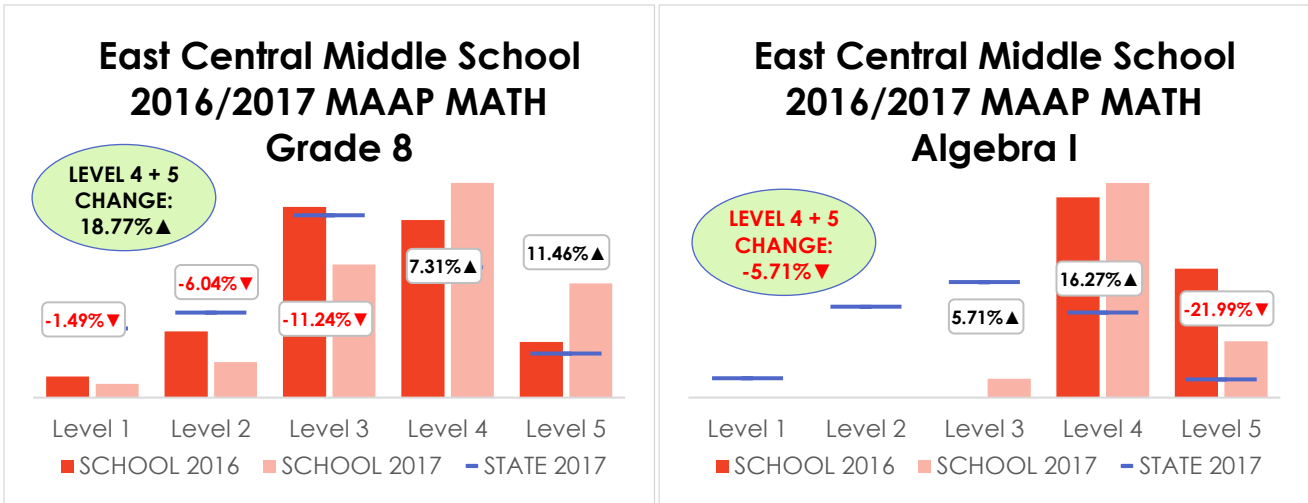 East Central Middle School
2016/2017 MAAP MATH
Grade 8
LEVEL 4 + 5
CHANGE:
18.77%▲
-1.49%▼
-6.04%▼
-11.24%▼
7.31%▲
11.46%▲
Level 1 Level 2 Level 3 Level 4 Level 5
SCHOOL 2016 SCHOOL 2017 STATE 2017
East Central Middle School
2016/2017 MAAP MATH
Algebra I
LEVEL 4 + 5
CHANGE:
-5.71%▼
5.71%▲
16.27%▲
-21.99%▼
Level 1 Level 2 Level 3 Level 4 Level 5
SCHOOL 2016 SCHOOL 2017 STATE 2017